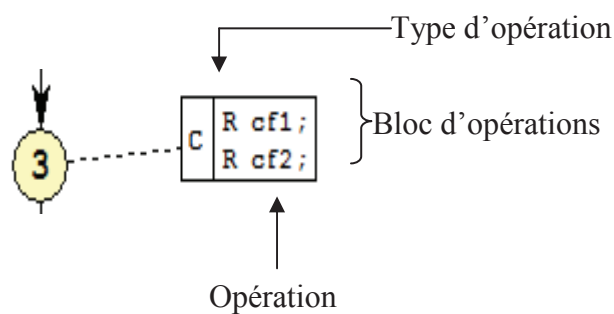 Type d'opération
R cf1;
C
Bloc d'opérations
3
R cf2;
Opération